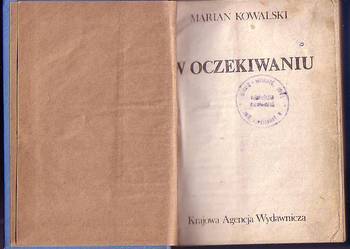 MARIAN KOWALSKI
W OCZEKIWANIU
Krajowa Agencja Wydawnicza